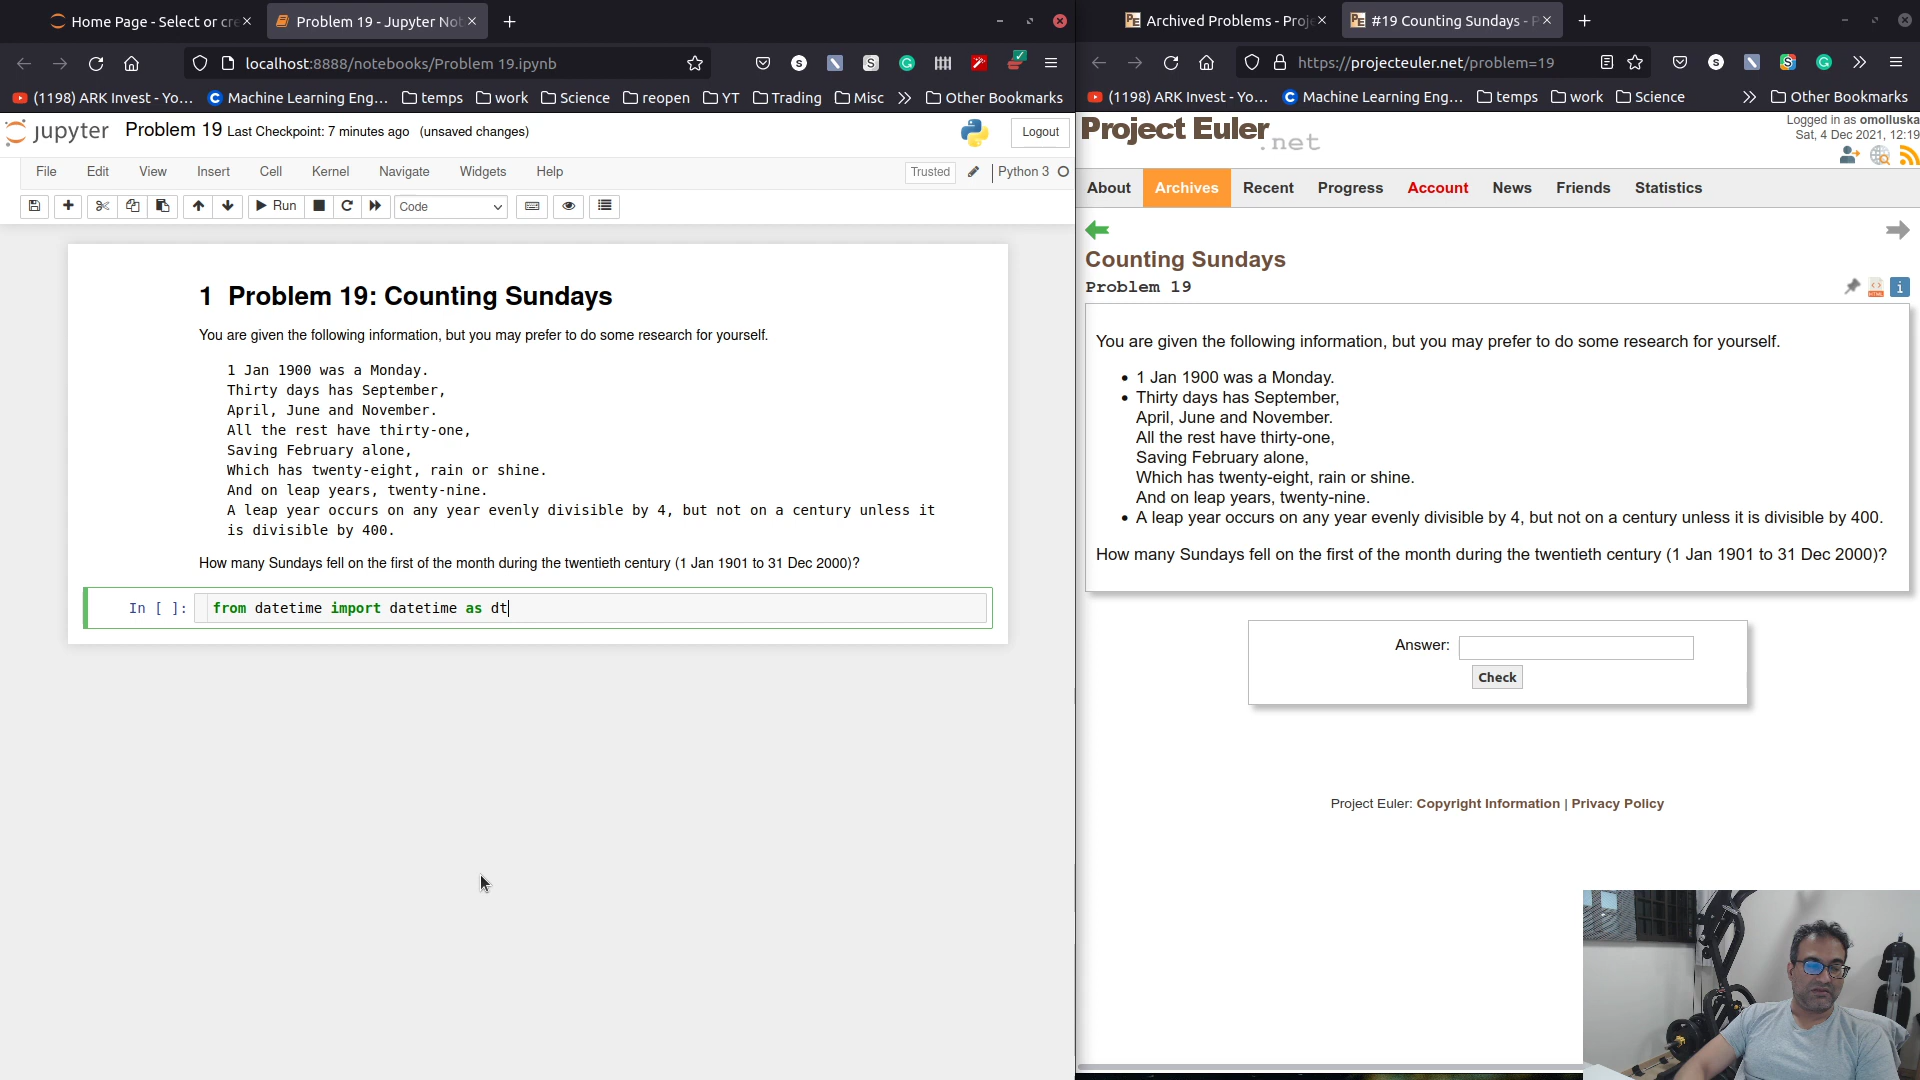 Home Page - Select or cre
Problem 19 - Jupyter Not
localhost:8888/notebooks/Problem 19.ipynb
(1198) ARK Invest - Yo...
Machine Learning Eng...
temps
work
Science
reopen
YT
Trading
Misc
Other Bookmarks
jupyter
Problem 19
Last Checkpoint: 7 minutes ago (unsaved changes)
Logout
File
Edit
View
Insert
Cell
Kernel
Navigate
Widgets
Help
Trusted
Python 3
Run
Code
1 Problem 19: Counting Sundays
You are given the following information, but you may prefer to do some research for yourself.
1 Jan 1900 was a Monday.
Thirty days has September,
April, June and November.
All the rest have thirty-one,
Saving February alone,
Which has twenty-eight, rain or shine.
And on leap years, twenty-nine.
A leap year occurs on any year evenly divisible by 4, but not on a century unless it
is divisible by 400.
How many Sundays fell on the first of the month during the twentieth century (1 Jan 1901 to 31 Dec 2000)?
In [ ]:
from datetime import datetime as dt
Archived Problems - Proje
#19 Counting Sundays - P
https://projecteuler.net/problem=19
(1198) ARK Invest - Yo...
Machine Learning Eng...
temps
work
Science
Other Bookmarks
Project Euler
.net
Logged in as omolluska
Sat, 4 Dec 2021, 12:19
About
Archives
Recent
Progress
Account
News
Friends
Statistics
Counting Sundays
Problem 19
You are given the following information, but you may prefer to do some research for yourself.
• 1 Jan 1900 was a Monday.
• Thirty days has September,
April, June and November.
All the rest have thirty-one,
Saving February alone,
Which has twenty-eight, rain or shine.
And on leap years, twenty-nine.
• A leap year occurs on any year evenly divisible by 4, but not on a century unless it is divisible by 400.
How many Sundays fell on the first of the month during the twentieth century (1 Jan 1901 to 31 Dec 2000)?
Answer:
Check
Project Euler: Copyright Information | Privacy Policy